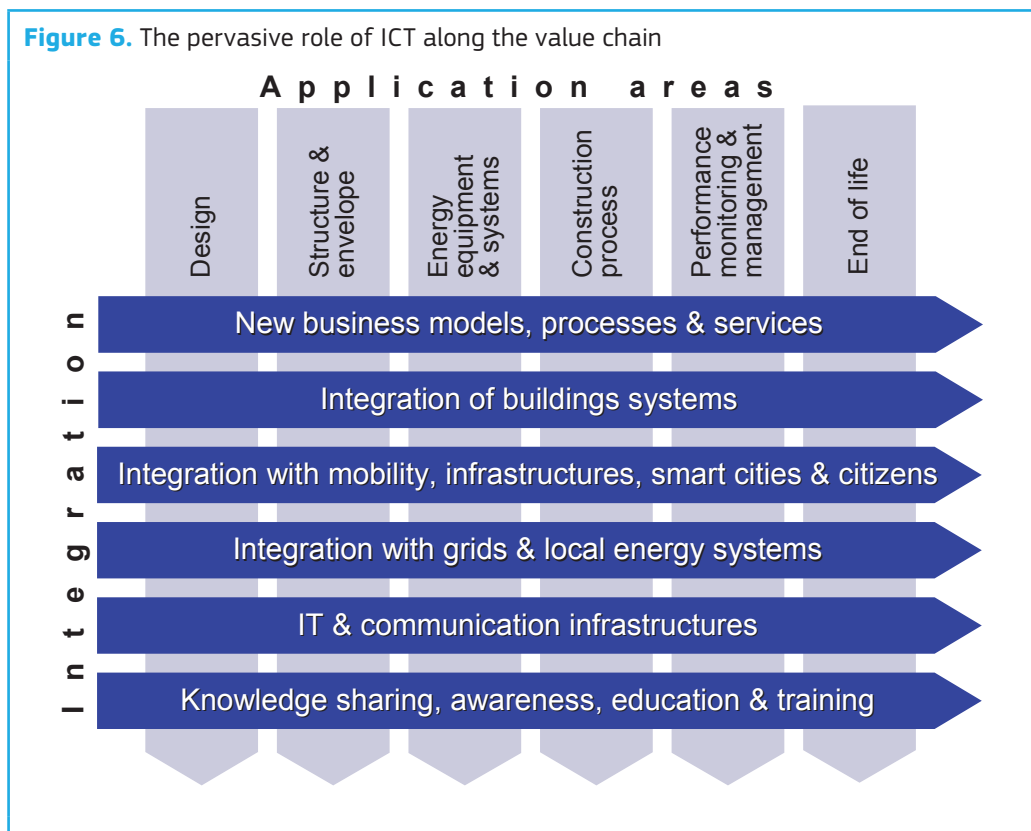 Figure 6. The pervasive role of ICT along the value chain
Application areas
Design
Structure &
envelope
Energy
equipment
& systems
Construction
process
Performance
monitoring &
management
End of life
Integration
New business models, processes & services
Integration of buildings systems
Integration with mobility, infrastructures, smart cities & citizens
Integration with grids & local energy systems
IT & communication infrastructures
Knowledge sharing, awareness, education & training